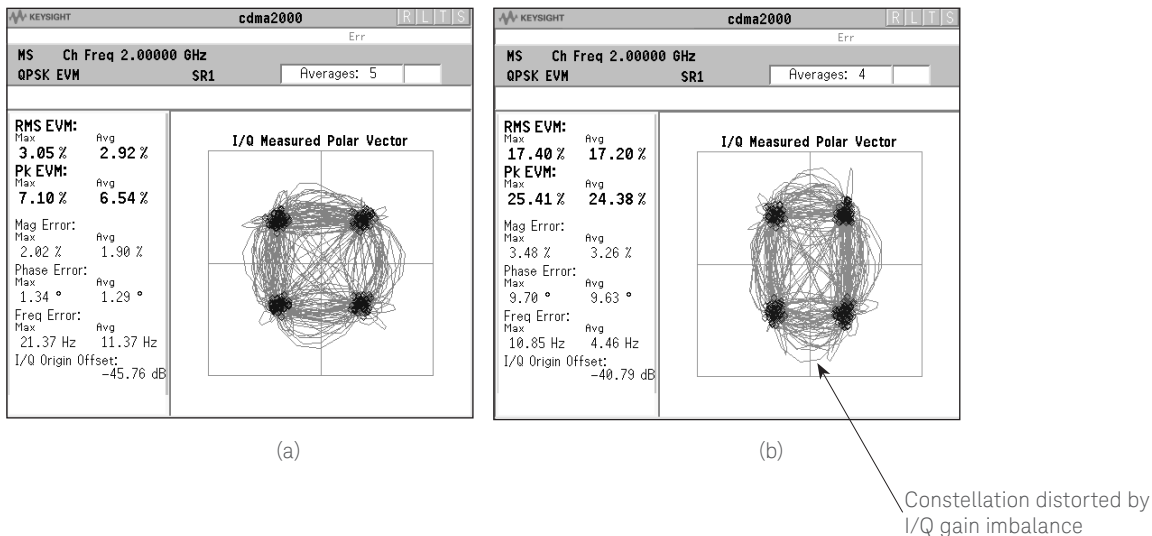 KEYSIGHT cdma2000 R L T S
Err
MS Ch Freq 2.00000 GHz
QPSK EVM SR1 Averages: 5
RMS EVM:
Max Avg
3.05 % 2.92 %
Pk EVM:
Max Avg
7.10 % 6.54 %
Mag Error:
Max Avg
2.02 % 1.90 %
Phase Error:
Max Avg
1.34 ° 1.29 °
Freq Error:
Max Avg
21.37 Hz 11.37 Hz
I/Q Origin Offset:
-45.76 dB
I/Q Measured Polar Vector
(a)
KEYSIGHT cdma2000 R L T S
Err
MS Ch Freq 2.00000 GHz
QPSK EVM SR1 Averages: 4
RMS EVM:
Max Avg
17.40 % 17.20 %
Pk EVM:
Max Avg
25.41 % 24.38 %
Mag Error:
Max Avg
3.48 % 3.26 %
Phase Error:
Max Avg
9.70 ° 9.63 °
Freq Error:
Max Avg
10.85 Hz 4.46 Hz
I/Q Origin Offset:
-40.79 dB
I/Q Measured Polar Vector
(b)
Constellation distorted by
I/Q gain imbalance